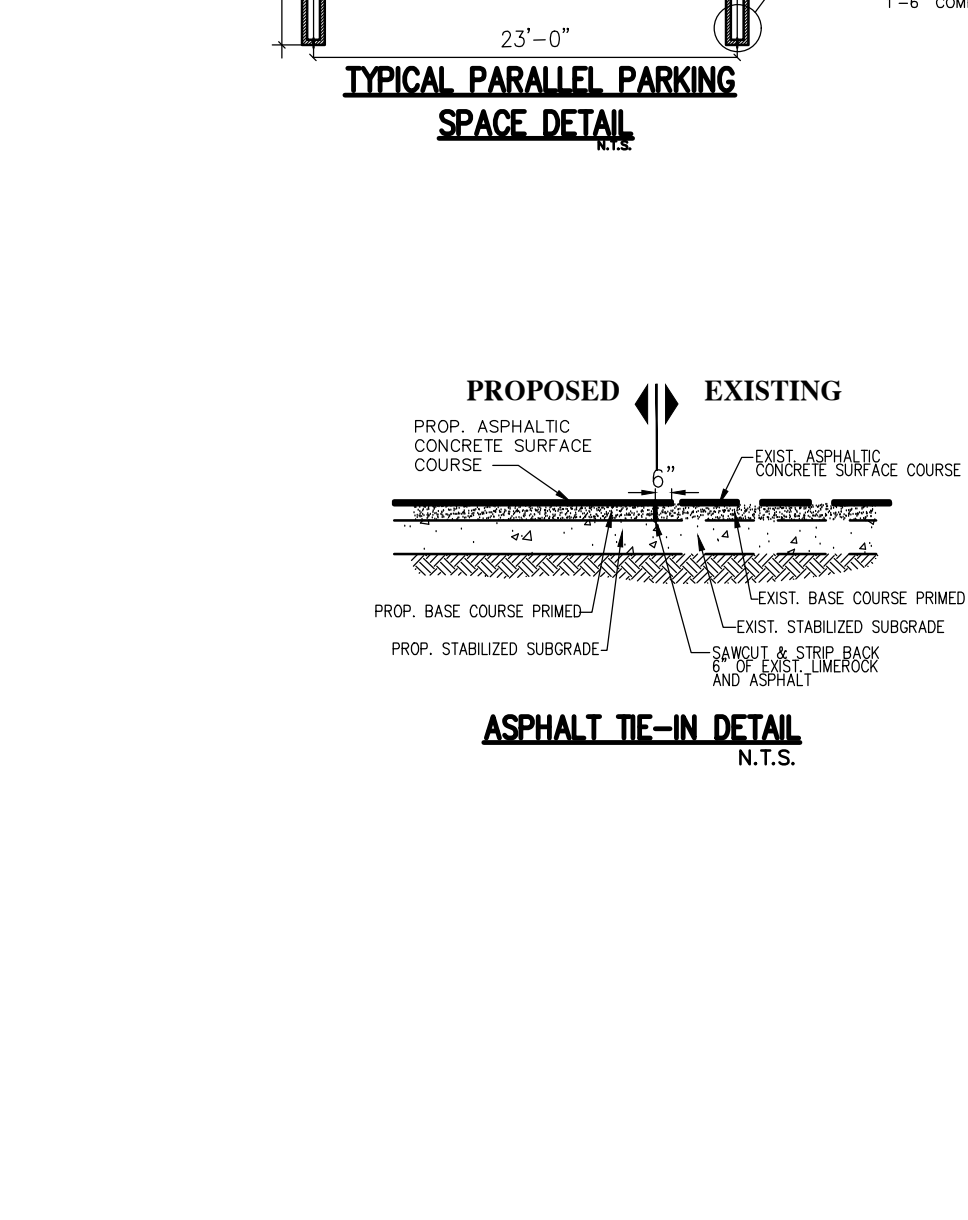 23'-0"
TYPICAL PARALLEL PARKING
SPACE DETAIL
N.T.S.
PROPOSED
EXISTING
PROP. ASPHALTIC
CONCRETE SURFACE
COURSE
6"
EXIST. ASPHALTIC
CONCRETE SURFACE COURSE
PROP. BASE COURSE PRIMED
EXIST. BASE COURSE PRIMED
EXIST. STABILIZED SUBGRADE
PROP. STABILIZED SUBGRADE
SAWCUT & STRIP BACK
6" OF EXIST. LIMEROCK
AND ASPHALT
ASPHALT TIE-IN DETAIL
N.T.S.